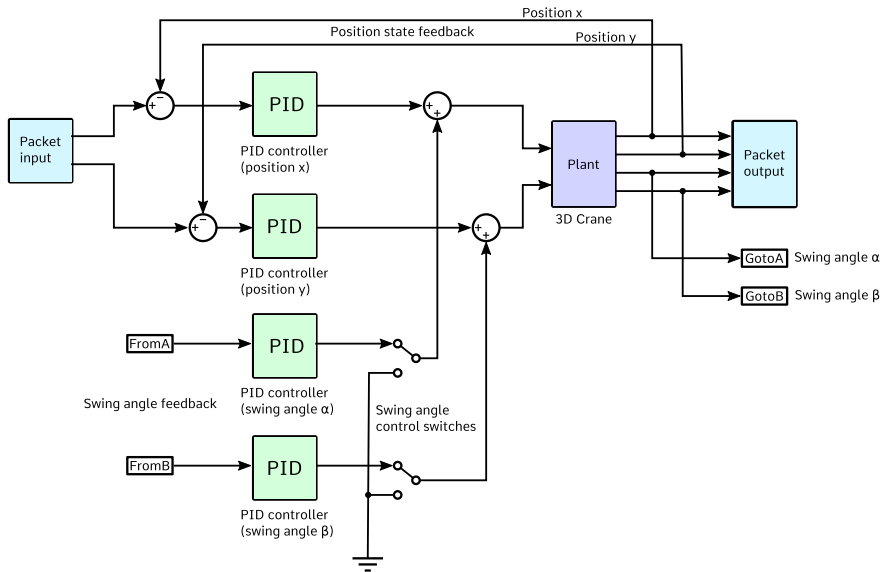 Position x
Position state feedback
Position y
+
−
PID
+
+
Packet
input
PID controller
(position x)
Plant
Packet
output
+
−
PID
+
+
3D Crane
PID controller
(position y)
GotoA
Swing angle α
GotoB
Swing angle β
FromA
PID
PID controller
(swing angle α)
Swing angle feedback
Swing angle
control switches
FromB
PID
PID controller
(swing angle β)